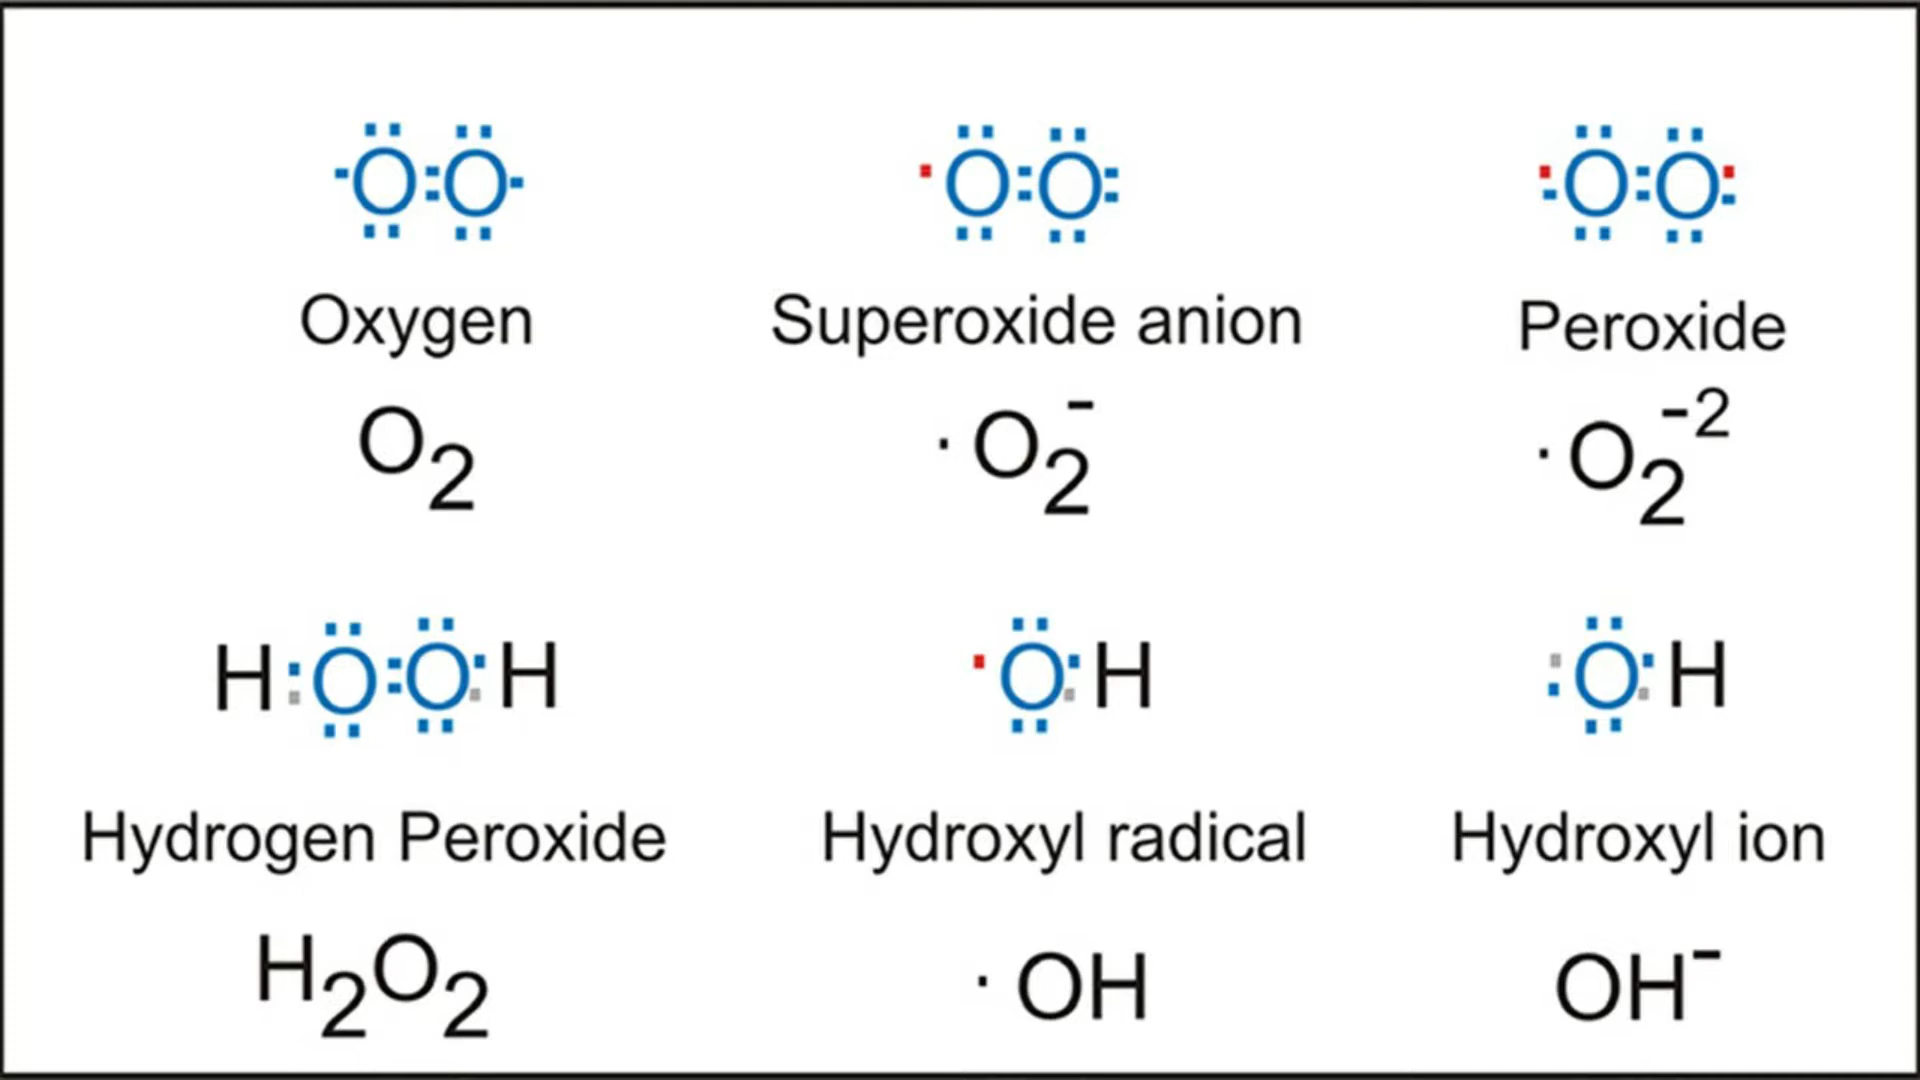 ·O:O· :O:O: :O:O:
Oxygen Superoxide anion Peroxide
O₂ ·O₂⁻ ·O₂⁻²
H:O:O:H ·O:H :O:H
Hydrogen Peroxide Hydroxyl radical Hydroxyl ion
H₂O₂ ·OH OH⁻